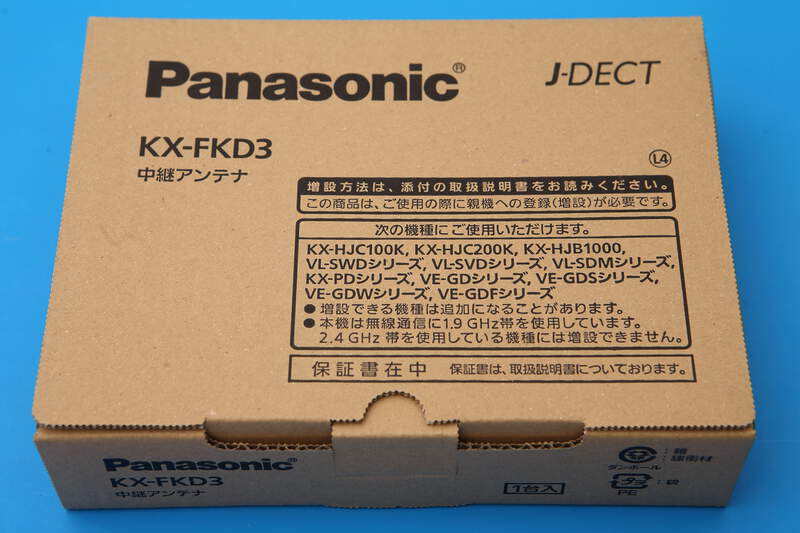 Panasonic® J-DECT
KX-FKD3
中継アンテナ
L4
増設方法は、添付の取扱説明書をお読みください。
この商品は、ご使用の際に親機への登録(増設)が必要です。
次の機種にご使用いただけます。
KX-HJC100K, KX-HJC200K, KX-HJB1000,
VL-SWDシリーズ, VL-SVDシリーズ, VL-SDMシリーズ,
KX-PDシリーズ, VE-GDシリーズ, VE-GDSシリーズ,
VE-GDWシリーズ, VE-GDFシリーズ
●増設できる機種は追加になることがあります。
●本機は無線通信に1.9 GHz帯を使用しています。
2.4 GHz 帯を使用している機種には増設できません。
保証書在中 保証書は、取扱説明書についております。
Panasonic®
KX-FKD3
中継アンテナ
1台入
ダンボール
:箱
:緩衝材
プラ
PE
:袋